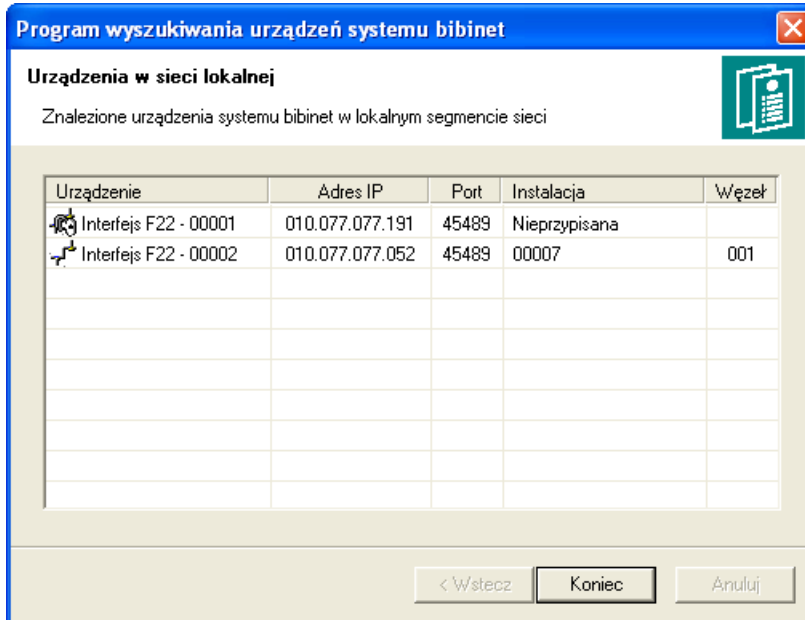 Program wyszukiwania urządzeń systemu bibinet
Urządzenia w sieci lokalnej
Znalezione urządzenia systemu bibinet w lokalnym segmencie sieci
Urządzenie Adres IP Port Instalacja Węzeł
Interfejs F22 - 00001 010.077.077.191 45489 Nieprzypisana
Interfejs F22 - 00002 010.077.077.052 45489 00007 001
< Wstecz Koniec Anuluj